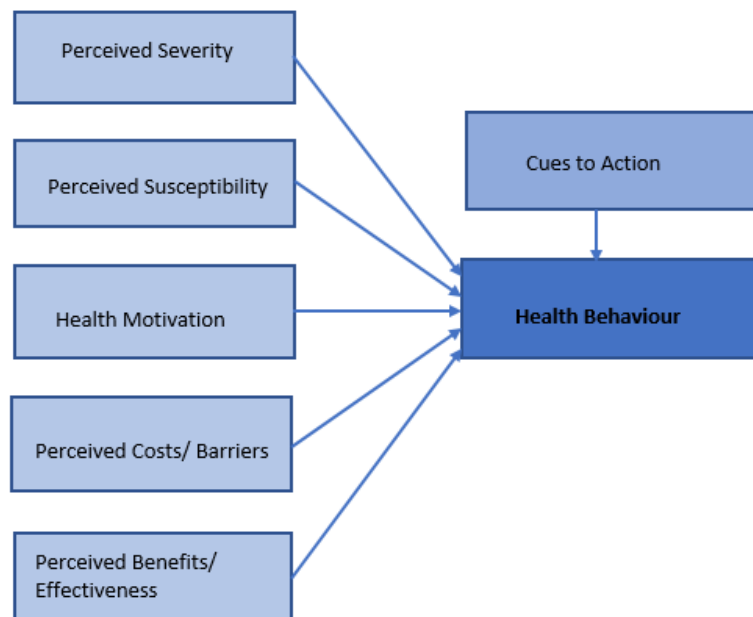 Perceived Severity
Perceived Susceptibility
Health Motivation
Perceived Costs/ Barriers
Perceived Benefits/
Effectiveness
Cues to Action
Health Behaviour